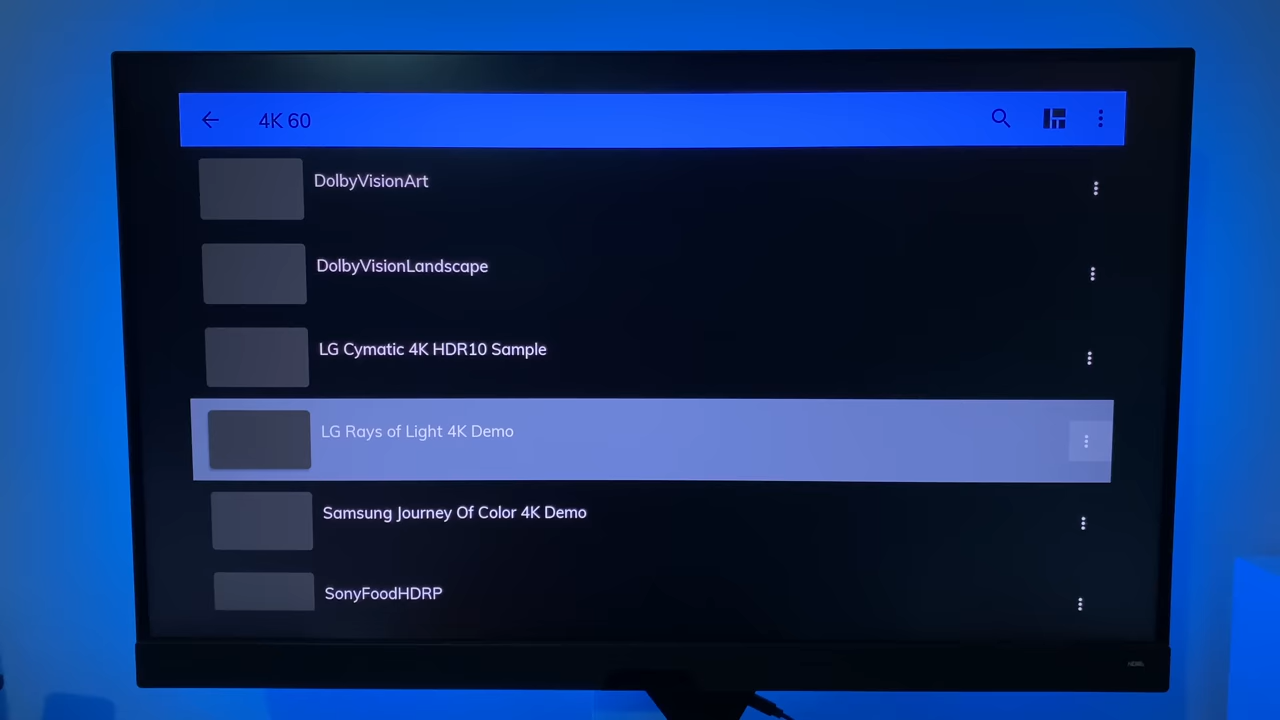 4K 60
DolbyVisionArt
DolbyVisionLandscape
LG Cymatic 4K HDR10 Sample
LG Rays of Light 4K Demo
Samsung Journey Of Color 4K Demo
SonyFoodHDRP